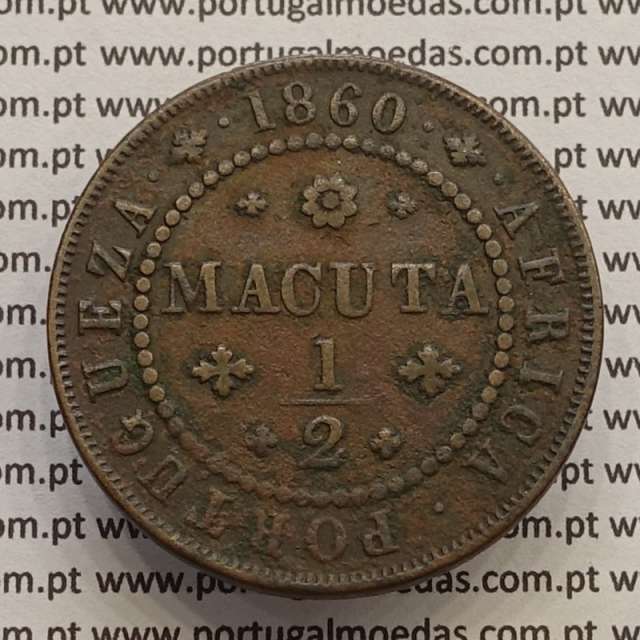 www.portugalmoedas.com.pt
1860
AFRICA PORTUGUEZA
MACUTA
1
2